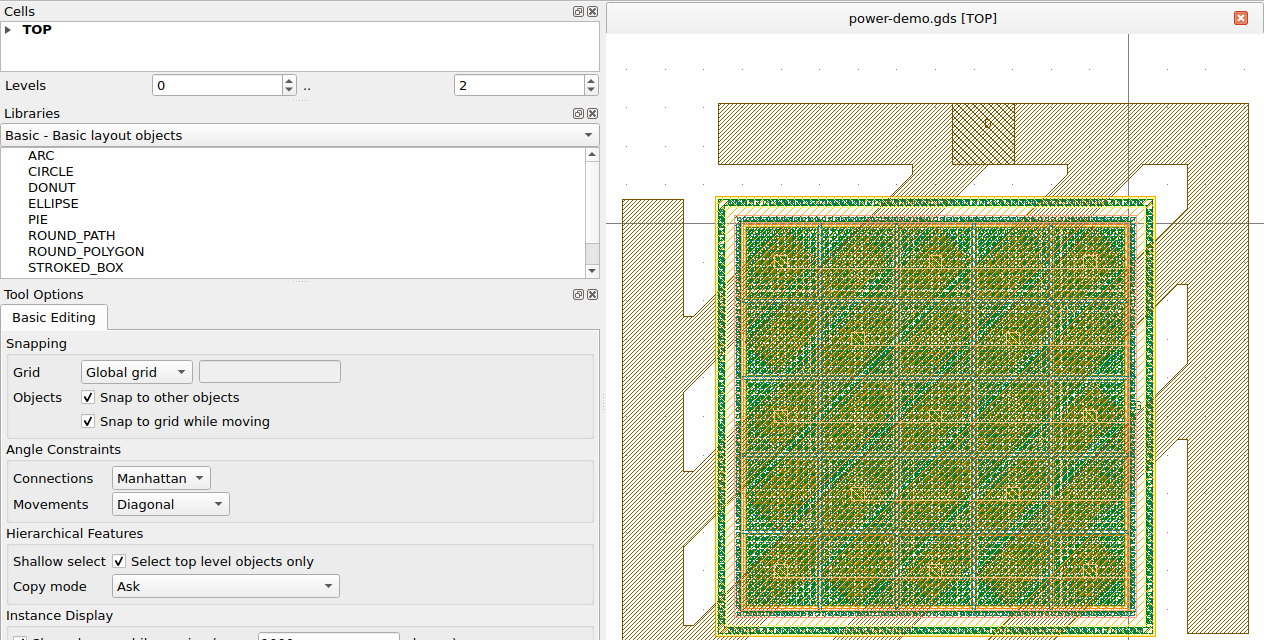 Cells
TOP
Levels 0 .. 2
Libraries
Basic - Basic layout objects
ARC
CIRCLE
DONUT
ELLIPSE
PIE
ROUND_PATH
ROUND_POLYGON
STROKED_BOX
Tool Options
Basic Editing
Snapping
Grid Global grid
Objects Snap to other objects
Snap to grid while moving
Angle Constraints
Connections Manhattan
Movements Diagonal
Hierarchical Features
Shallow select Select top level objects only
Copy mode Ask
Instance Display
power-demo.gds [TOP]